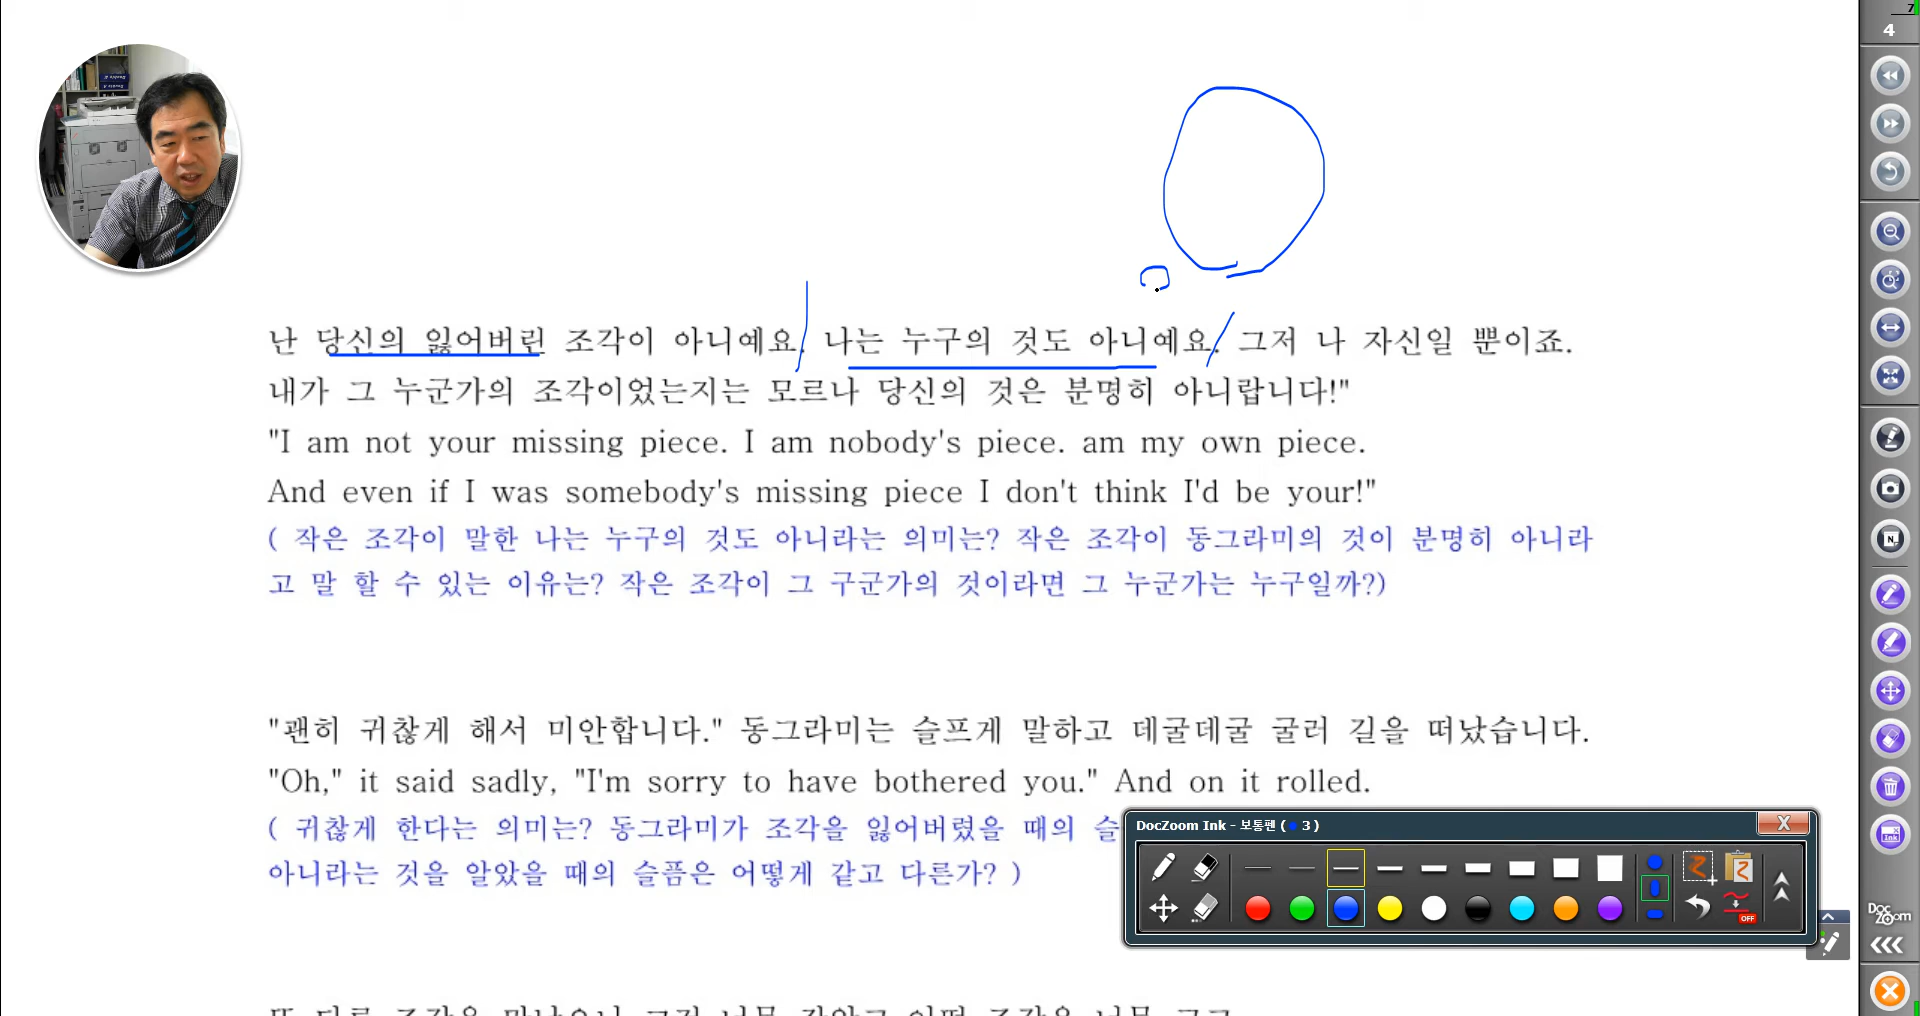 7
4
난 당신의 잃어버린 조각이 아니예요. 나는 누구의 것도 아니예요. 그저 나 자신일 뿐이죠.
내가 그 누군가의 조각이었는지는 모르나 당신의 것은 분명히 아니랍니다!"
"I am not your missing piece. I am nobody's piece. am my own piece.
And even if I was somebody's missing piece I don't think I'd be your!"
( 작은 조각이 말한 나는 누구의 것도 아니라는 의미는? 작은 조각이 동그라미의 것이 분명히 아니라
고 말 할 수 있는 이유는? 작은 조각이 그 구군가의 것이라면 그 누군가는 누구일까?)
"괜히 귀찮게 해서 미안합니다." 동그라미는 슬프게 말하고 데굴데굴 굴러 길을 떠났습니다.
"Oh," it said sadly, "I'm sorry to have bothered you." And on it rolled.
( 귀찮게 한다는 의미는? 동그라미가 조각을 잃어버렸을 때의 슬
아니라는 것을 알았을 때의 슬픔은 어떻게 같고 다른가? )
DocZoom Ink - 보통펜 ( 3 )
OFF
Doc
Zoom